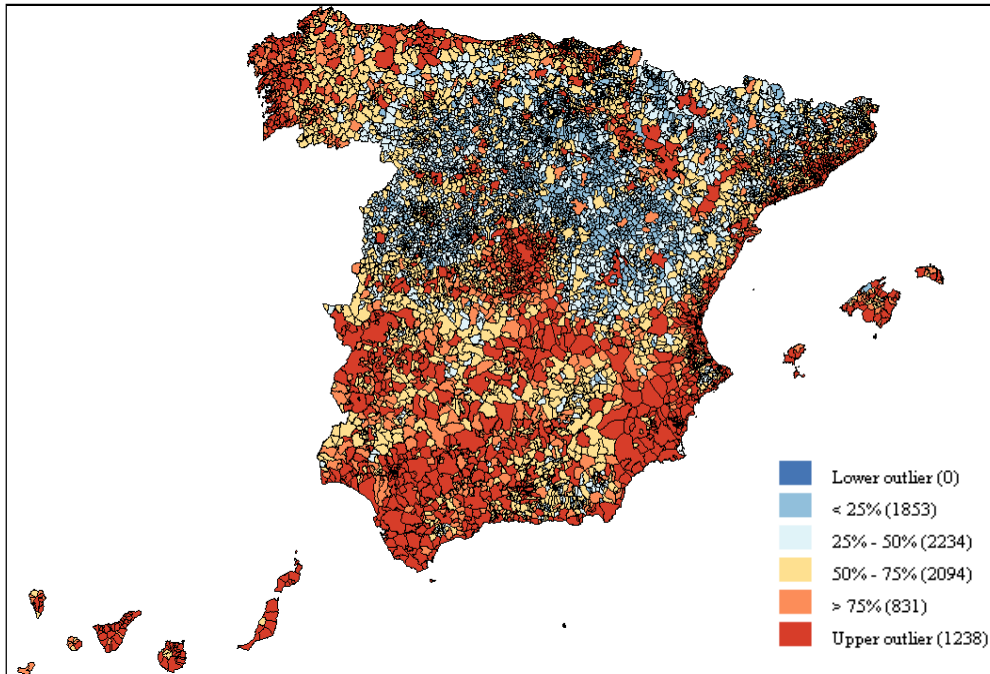 Lower outlier (0)
< 25% (1853)
25% - 50% (2234)
50% - 75% (2094)
> 75% (831)
Upper outlier (1238)